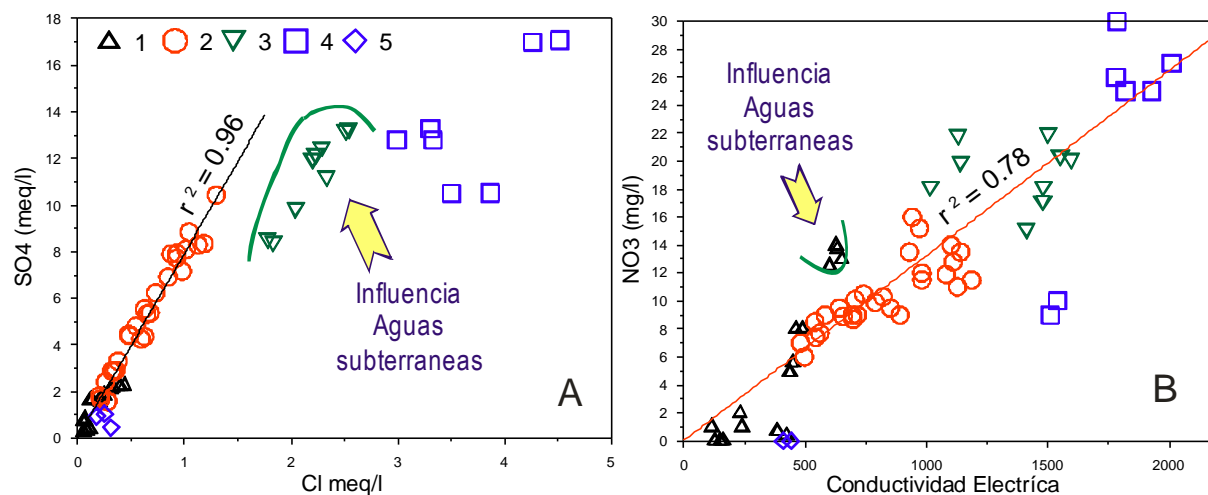 18
16
14
12
10
8
6
4
2
0
SO4 (meq/l)
1 2 3 4 5
r² = 0.96
Influencia
Aguas
subterraneas
A
0 1 2 3 4 5
Cl meq/l
30
28
26
24
22
20
18
16
14
12
10
8
6
4
2
0
NO3 (mg/l)
Influencia
Aguas
subterraneas
r² = 0.78
B
0 500 1000 1500 2000
Conductividad Electríca